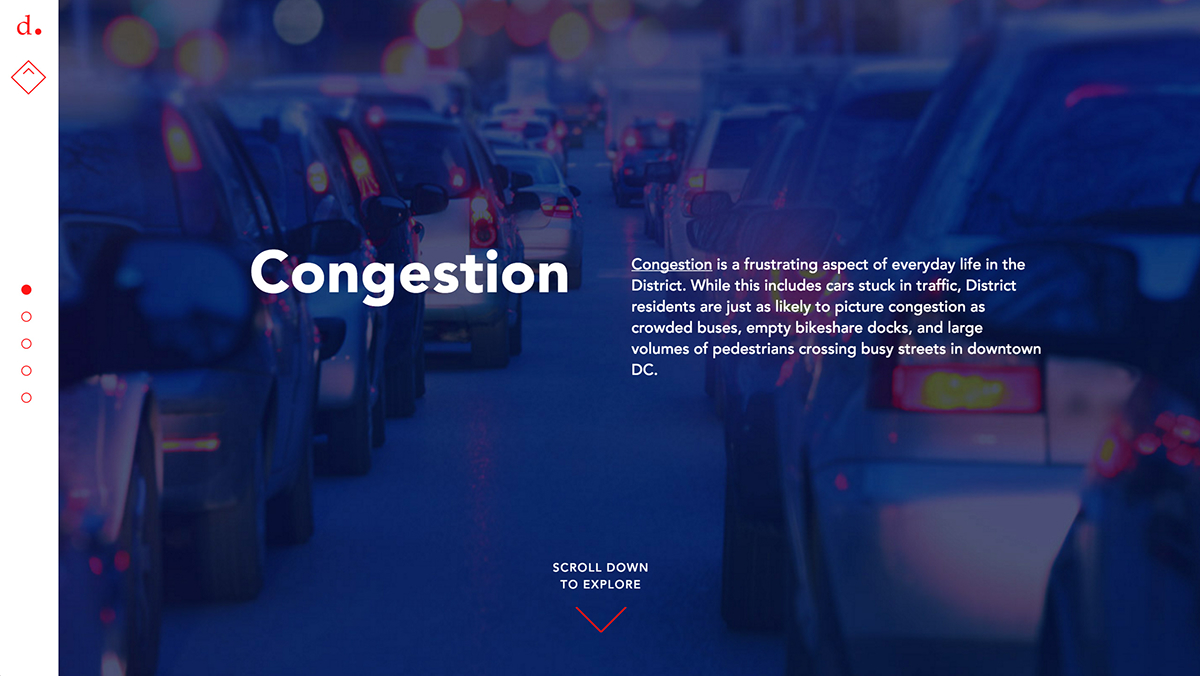 d.
Congestion
Congestion is a frustrating aspect of everyday life in the
District. While this includes cars stuck in traffic, District
residents are just as likely to picture congestion as
crowded buses, empty bikeshare docks, and large
volumes of pedestrians crossing busy streets in downtown
DC.
SCROLL DOWN
TO EXPLORE